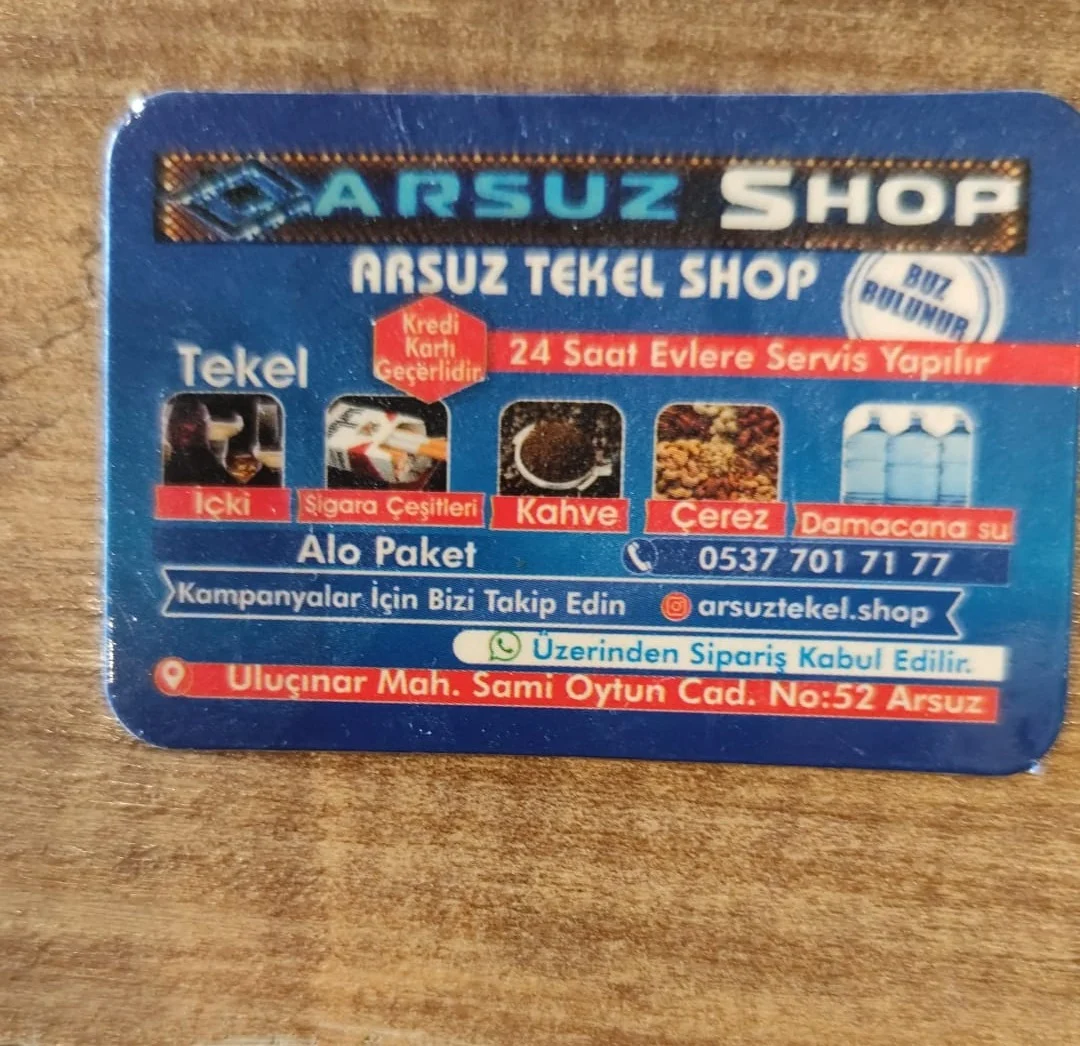 ARSUZ SHOP
ARSUZ TEKEL SHOP
BUZ
BULUNUR
Kredi
Kartı
Geçerlidir.
24 Saat Evlere Servis Yapılır
Tekel
İçki
Sigara Çeşitleri
Kahve
Çerez
Damacana su
Alo Paket
0537 701 71 77
Kampanyalar İçin Bizi Takip Edin arsuztekel.shop
Üzerinden Sipariş Kabul Edilir.
Uluçınar Mah. Sami Oytun Cad. No:52 Arsuz